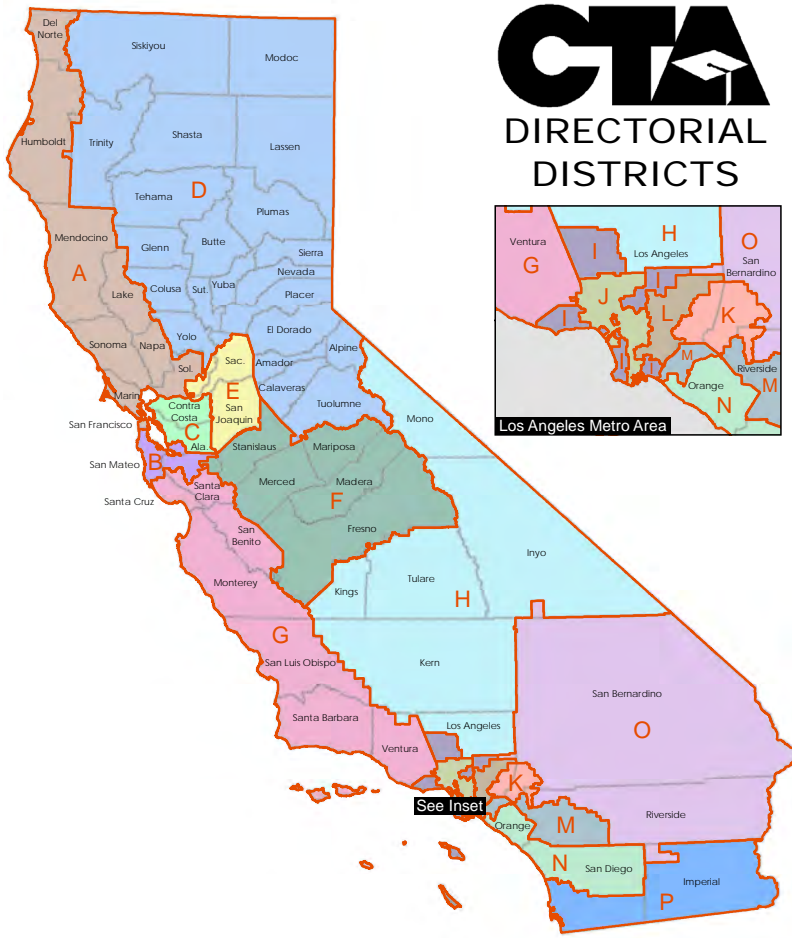 CTA
DIRECTORIAL
DISTRICTS
Del
Norte
Siskiyou
Modoc
Humboldt
Trinity
Shasta
Lassen
Tehama
D
Plumas
Mendocino
Glenn
Butte
Sierra
A
Nevada
Lake
Colusa
Sut.
Yuba
Placer
Sonoma
Napa
Yolo
El Dorado
Alpine
Sol.
Sac.
Amador
Marin
E
Calaveras
Contra
Costa
San
Joaquin
Tuolumne
Mono
San Francisco
C
Ala.
Stanislaus
Mariposa
San Mateo
B
Santa
Clara
Merced
Madera
Santa Cruz
F
Fresno
San
Benito
Inyo
Monterey
Kings
Tulare
H
G
San Luis Obispo
Kern
San Bernardino
Santa Barbara
O
Los Angeles
Ventura
K
See Inset
Riverside
Orange
M
N
San Diego
Imperial
P
Ventura
G
I
H
Los Angeles
O
San
Bernardino
J
I
L
K
I
I
I
M
Riverside
M
Orange
N
Los Angeles Metro Area